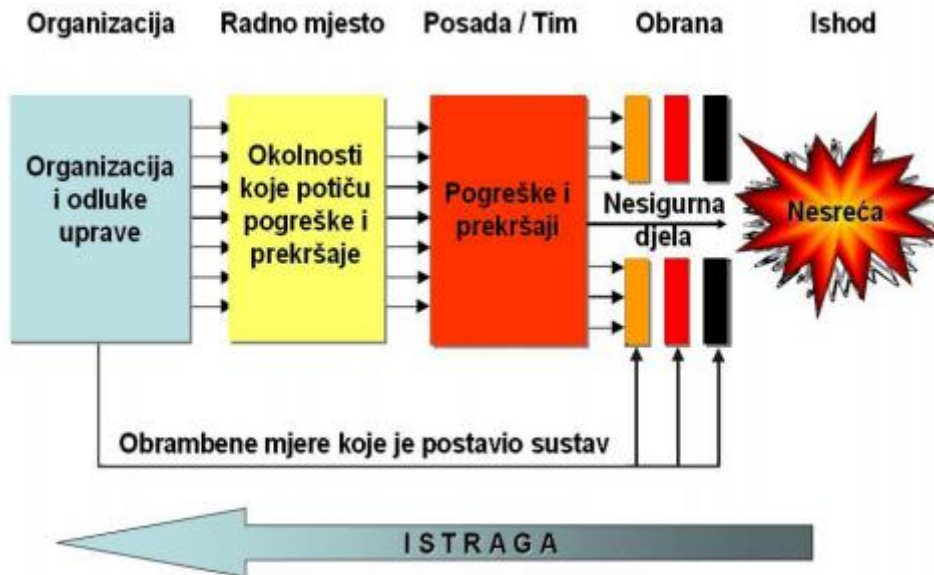 Organizacija
Radno mjesto
Posada / Tim
Obrana
Ishod
Organizacija
i odluke
uprave
Okolnosti
koje potiču
pogreške i
prekršaje
Pogreške i
prekršaji
Nesigurna
djela
Nesreća
Obrambene mjere koje je postavio sustav
ISTRAGA